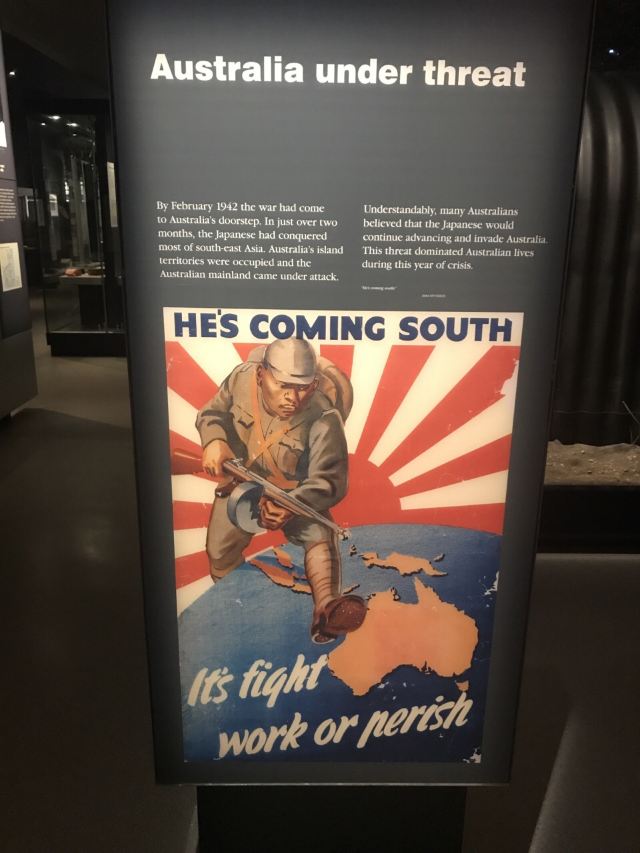 Australia under threat
By February 1942 the war had come
to Australia's doorstep. In just over two
months, the Japanese had conquered
most of south-east Asia. Australia's island
territories were occupied and the
Australian mainland came under attack.
Understandably, many Australians
believed that the Japanese would
continue advancing and invade Australia.
This threat dominated Australian lives
during this year of crisis.
'He's coming south'
HE'S COMING SOUTH
It's fight
work or perish